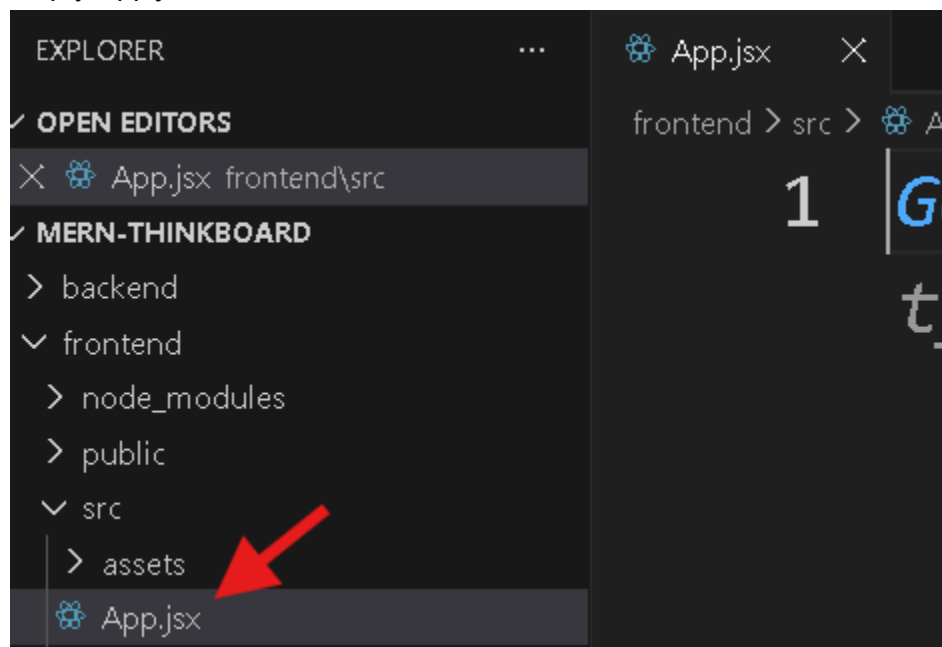 EXPLORER ...
OPEN EDITORS
App.jsx frontend\src
MERN-THINKBOARD
backend
frontend
node_modules
public
src
assets
App.jsx
App.jsx
frontend > src > A
1 G
t_